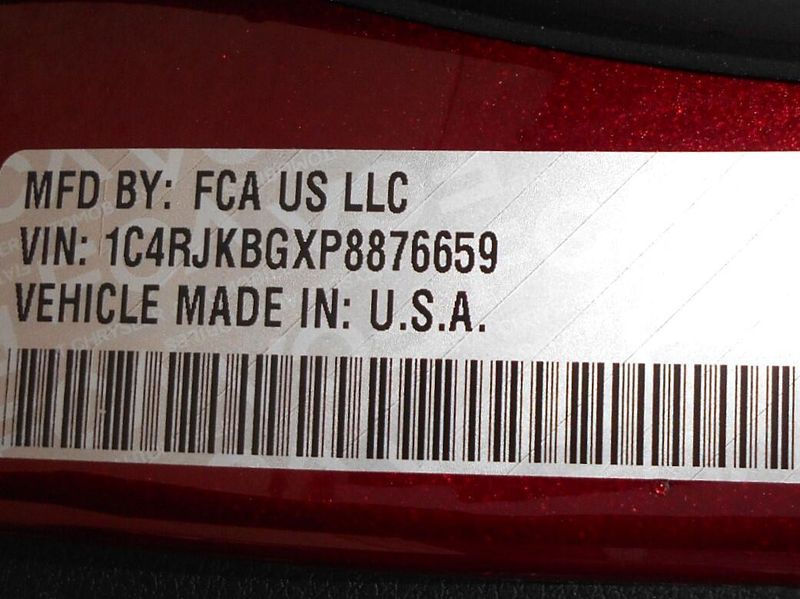 MFD BY: FCA US LLC
VIN: 1C4RJKBGXP8876659
VEHICLE MADE IN: U.S.A.